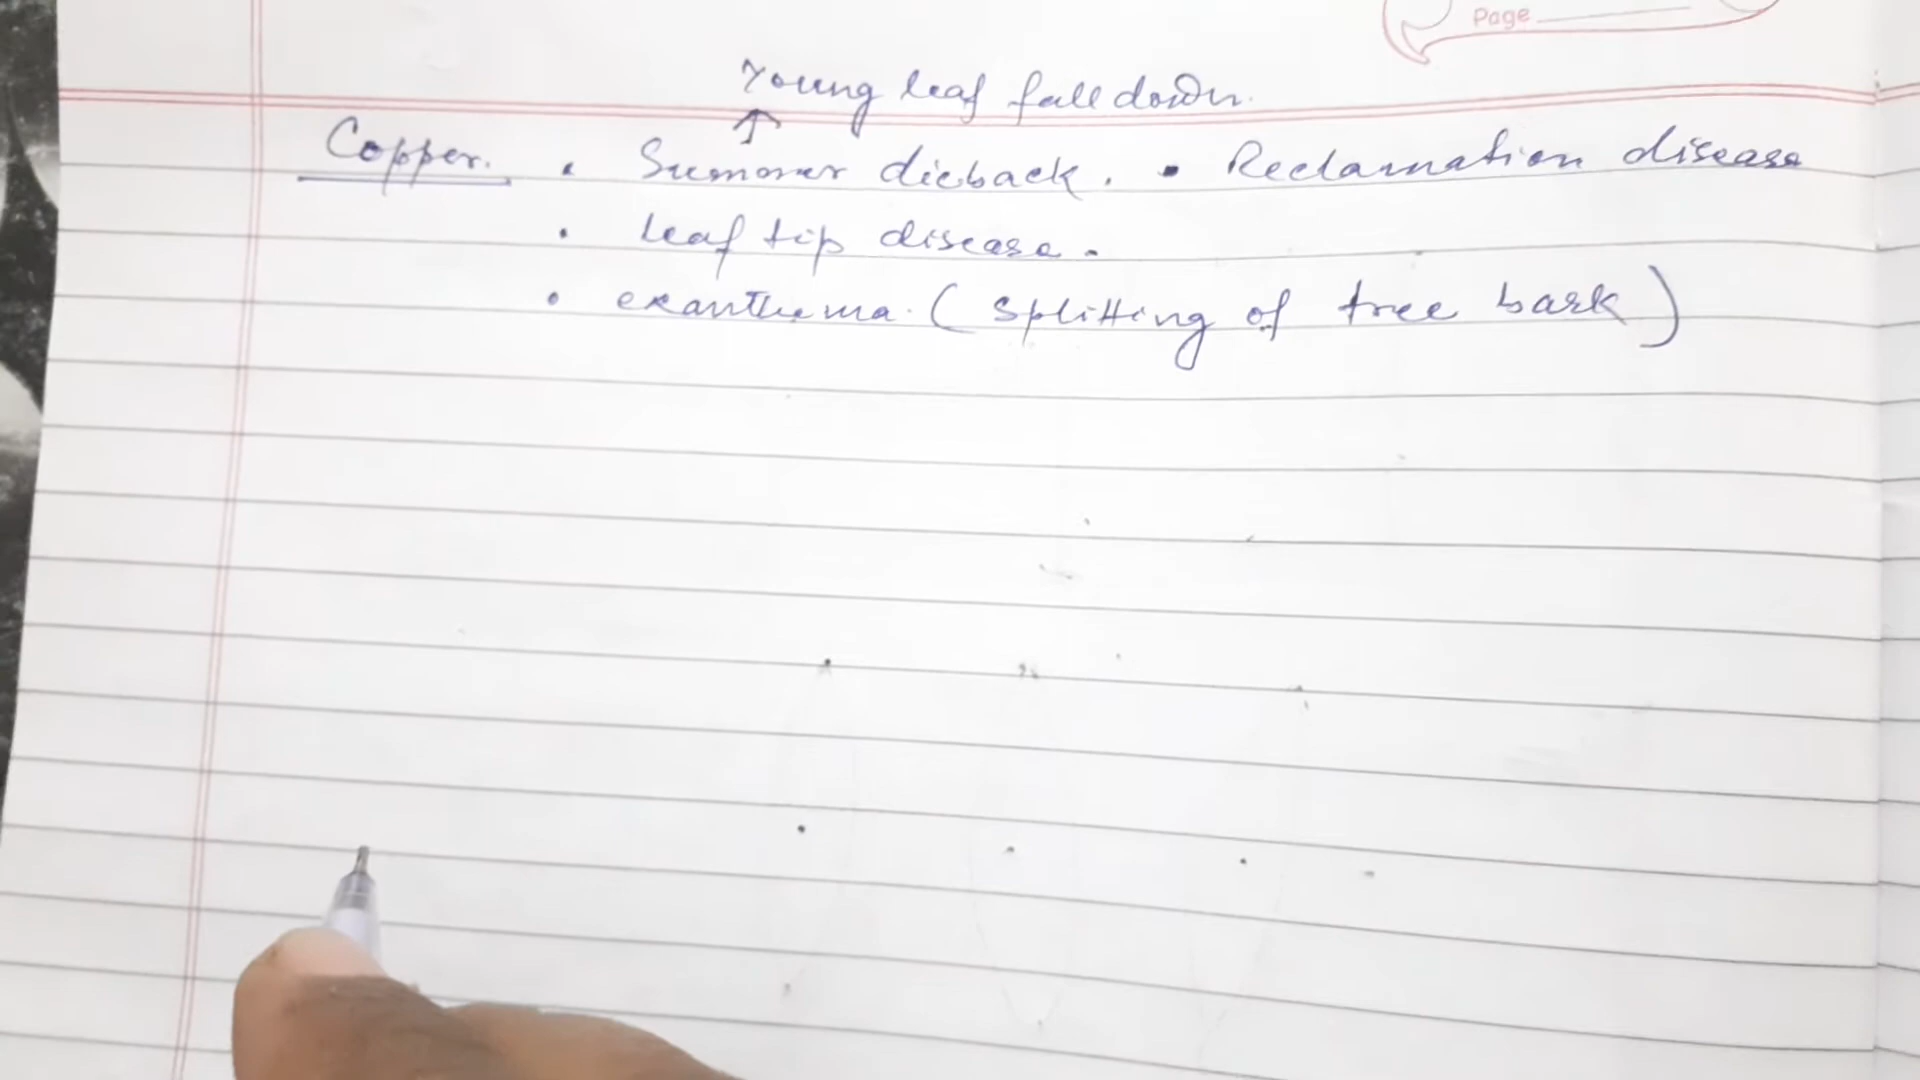 Page
Young leaf fall down.
↑
Copper. • Summer dieback. • Reclamation disease
• leaf tip disease.
• exanthema. ( splitting of tree bark )